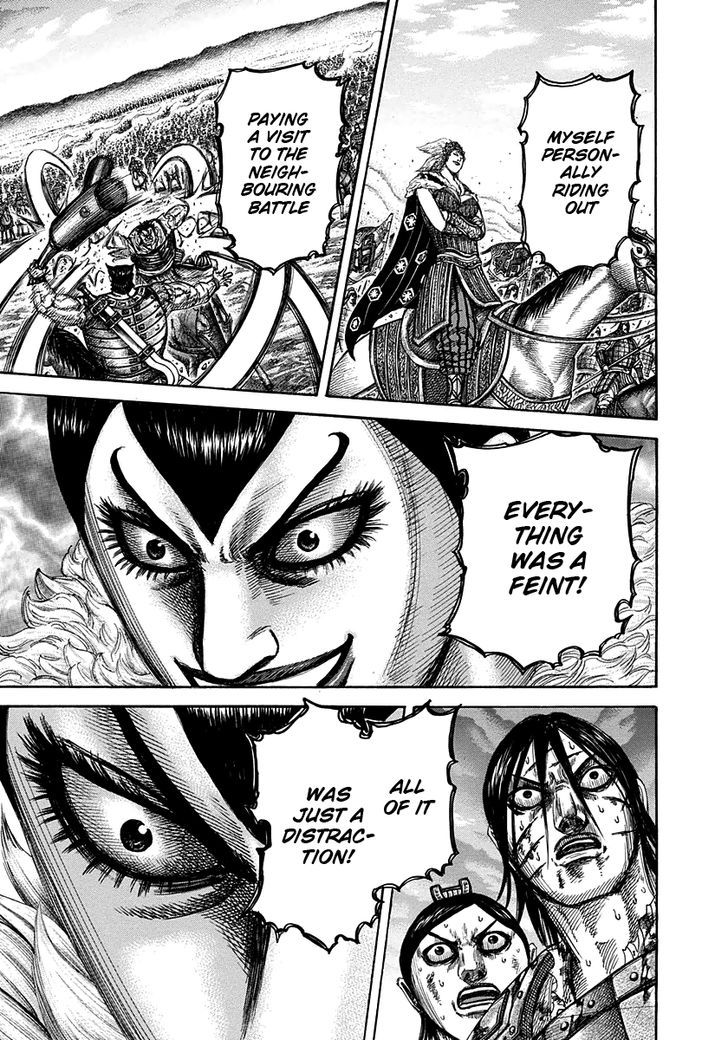 MYSELF
PERSON-
ALLY
RIDING
OUT
PAYING
A VISIT
TO THE
NEIGH-
BOURING
BATTLE
EVERY-
THING
WAS A
FEINT!
ALL
OF IT
WAS
JUST A
DISTRAC-
TION!